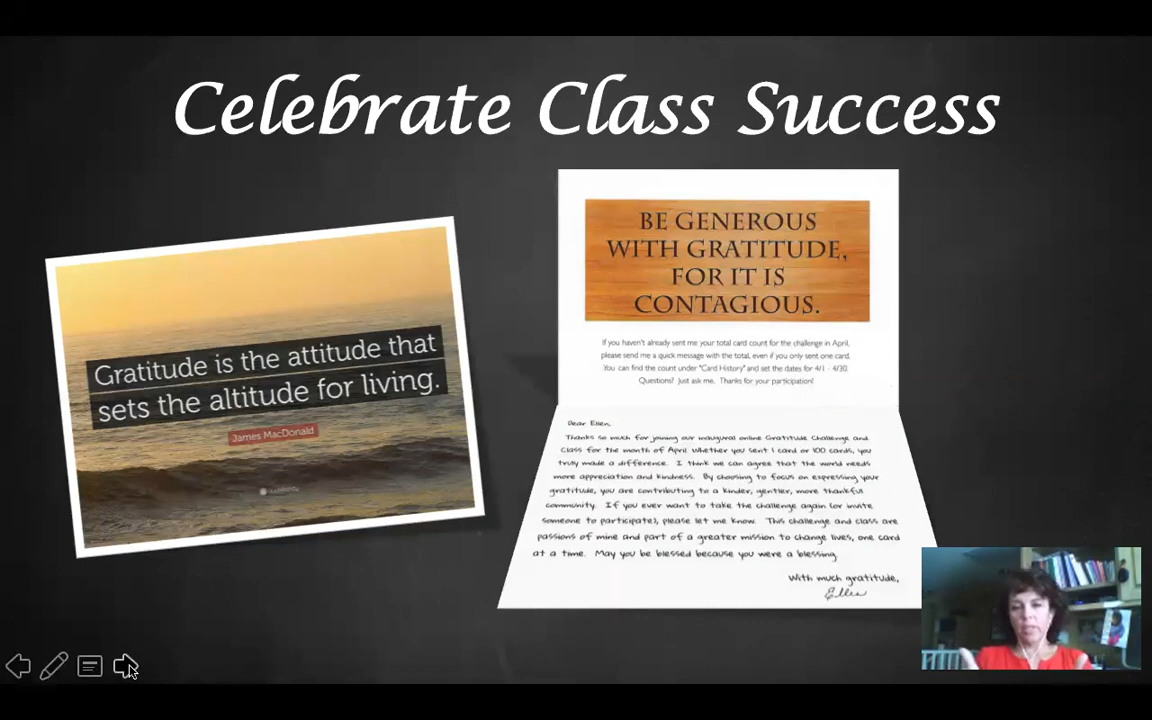 Celebrate Class Success
Gratitude is the attitude that
sets the altitude for living.
James MacDonald
BE GENEROUS
WITH GRATITUDE,
FOR IT IS
CONTAGIOUS.
If you haven't already sent me your total card count for the challenge in April,
please send me a quick message with the total, even if you only sent one card.
You can find the count under "Card History" and set the dates for 4/1 - 4/30.
Questions? Just ask me. Thanks for your participation!
Dear Ellen,
Thanks so much for joining our inaugural online Gratitude Challenge and
Class for the month of April. Whether you sent 1 card or 100 cards, you
truly made a difference. I think we can agree that the world needs
more appreciation and kindness. By choosing to focus on expressing your
gratitude, you are contributing to a kinder, gentler, more thankful
community. If you ever want to take the challenge again (or invite
someone to participate), please let me know. This challenge and class are
passions of mine and part of a greater mission to change lives, one card
at a time. May you be blessed because you were a blessing.
With much gratitude,
Ellen